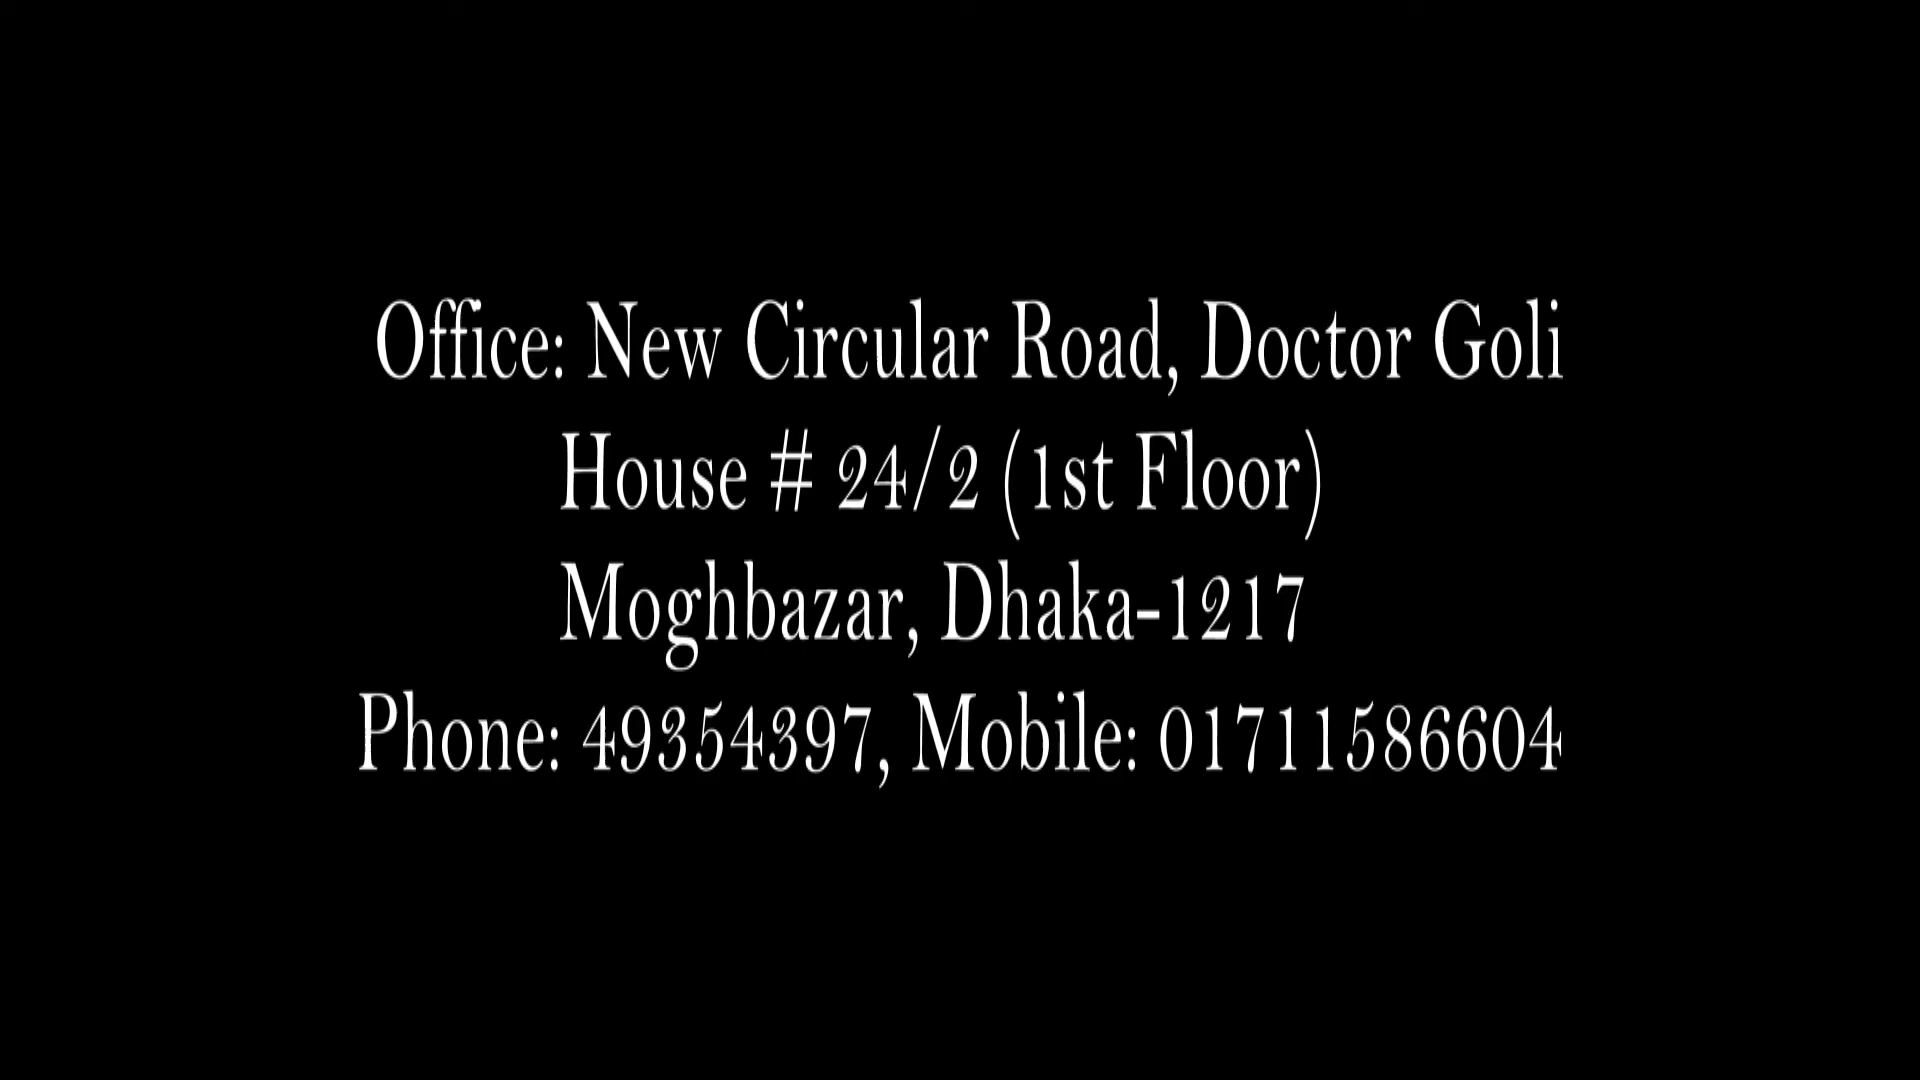 Office: New Circular Road, Doctor Goli
House # 24/2 (1st Floor)
Moghbazar, Dhaka-1217
Phone: 49354397, Mobile: 01711586604